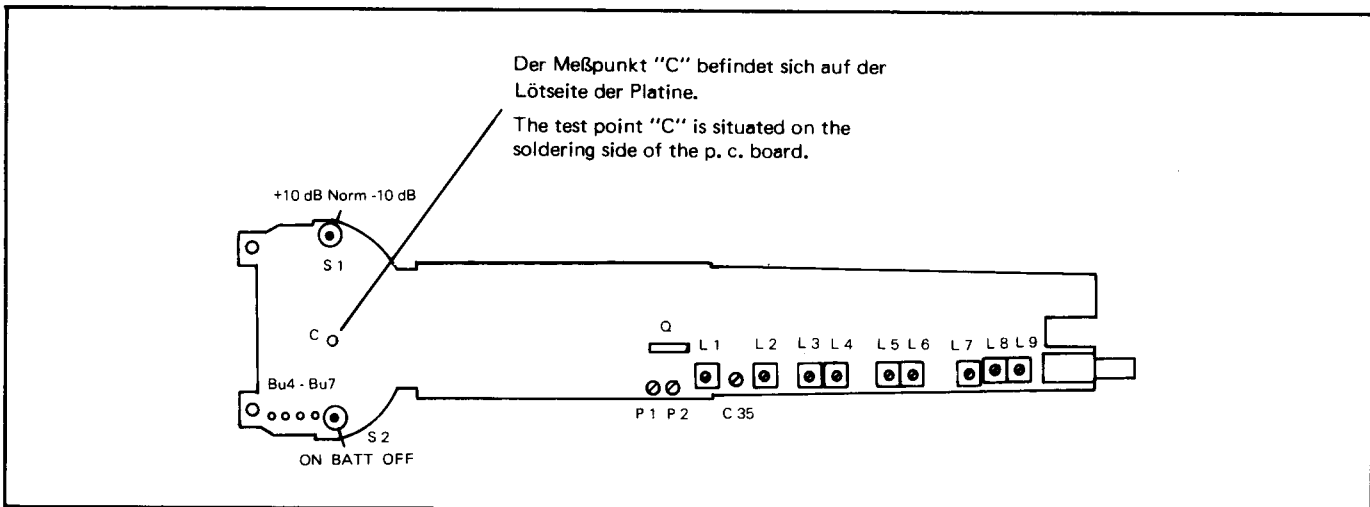 Der Meßpunkt "C" befindet sich auf der
Lötseite der Platine.
The test point "C" is situated on the
soldering side of the p. c. board.
+10 dB Norm -10 dB
S 1
C
Q
L 1 L 2 L 3 L 4 L 5 L 6 L 7 L 8 L 9
Bu4 - Bu7
P 1 P 2 C 35
S 2
ON BATT OFF